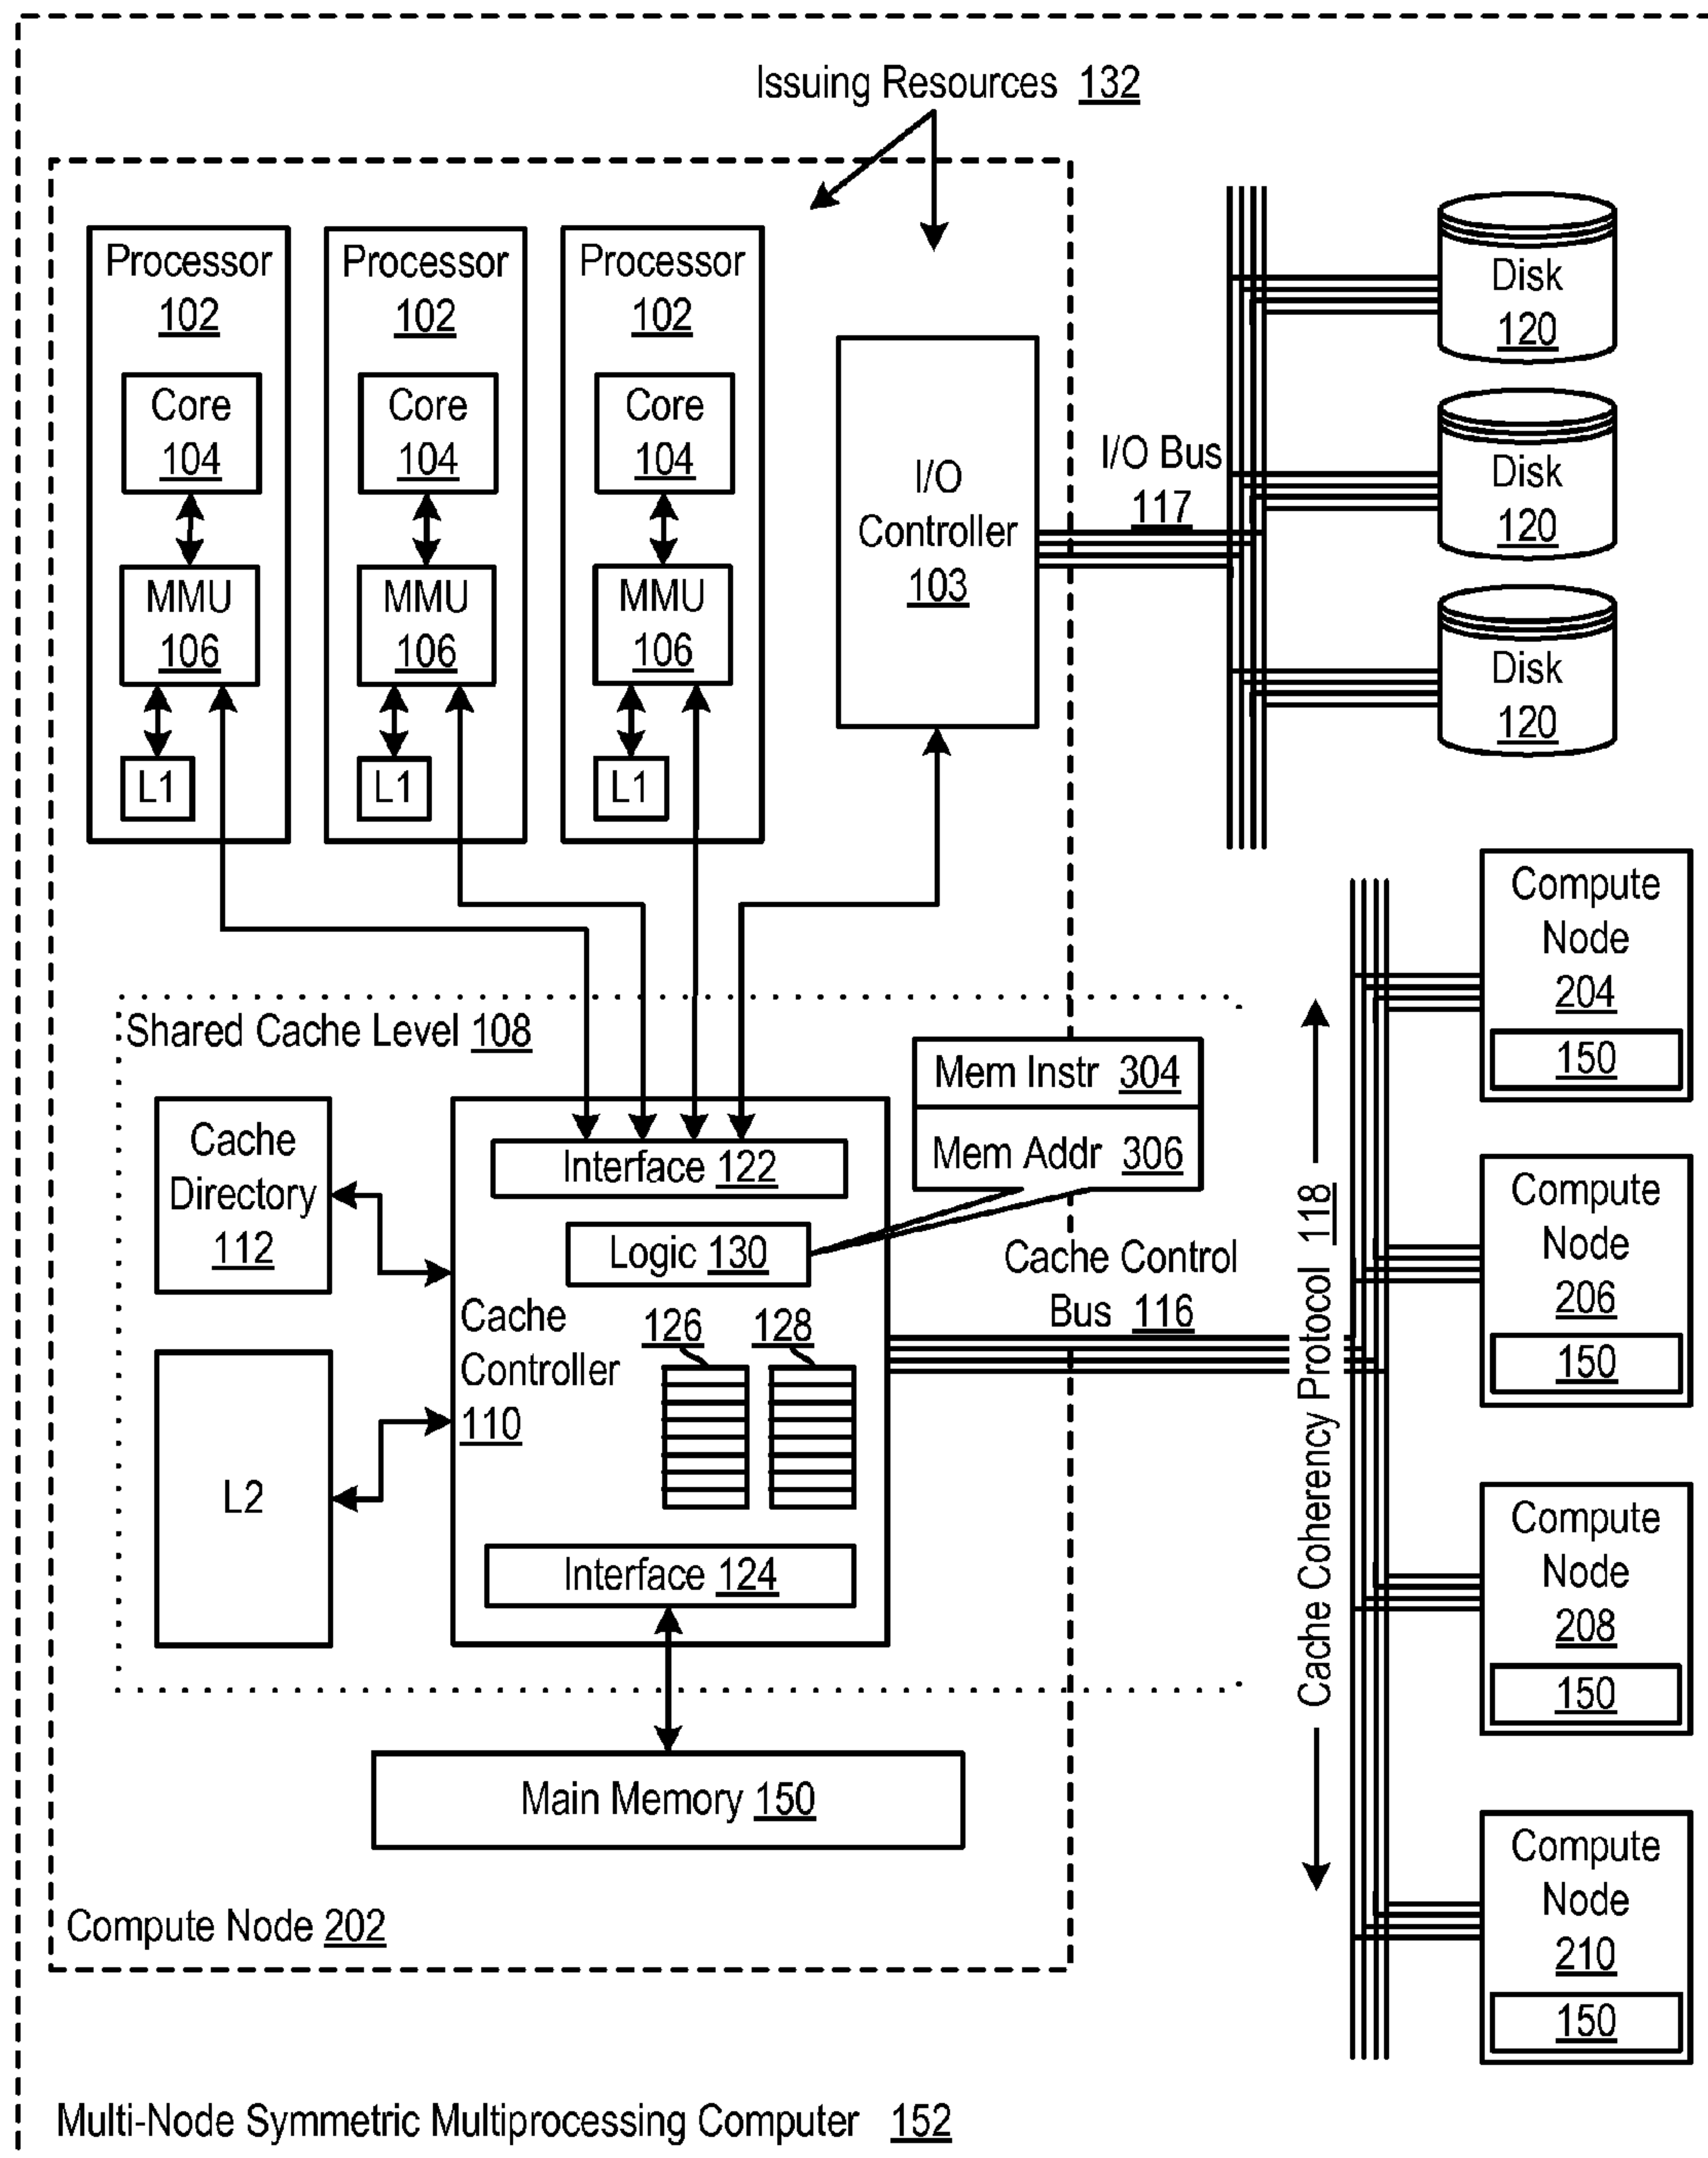 Issuing Resources 132
Processor
102
Core
104
MMU
106
L1
Processor
102
Core
104
MMU
106
L1
Processor
102
Core
104
MMU
106
L1
I/O
Controller
103
I/O Bus
117
Disk
120
Disk
120
Disk
120
Shared Cache Level 108
Cache
Directory
112
L2
Interface 122
Logic 130
Cache
Controller
110
126
128
Interface 124
Mem Instr 304
Mem Addr 306
Cache Control
Bus 116
Cache Coherency Protocol 118
Compute
Node
204
150
Compute
Node
206
150
Compute
Node
208
150
Compute
Node
210
150
Main Memory 150
Compute Node 202
Multi-Node Symmetric Multiprocessing Computer 152